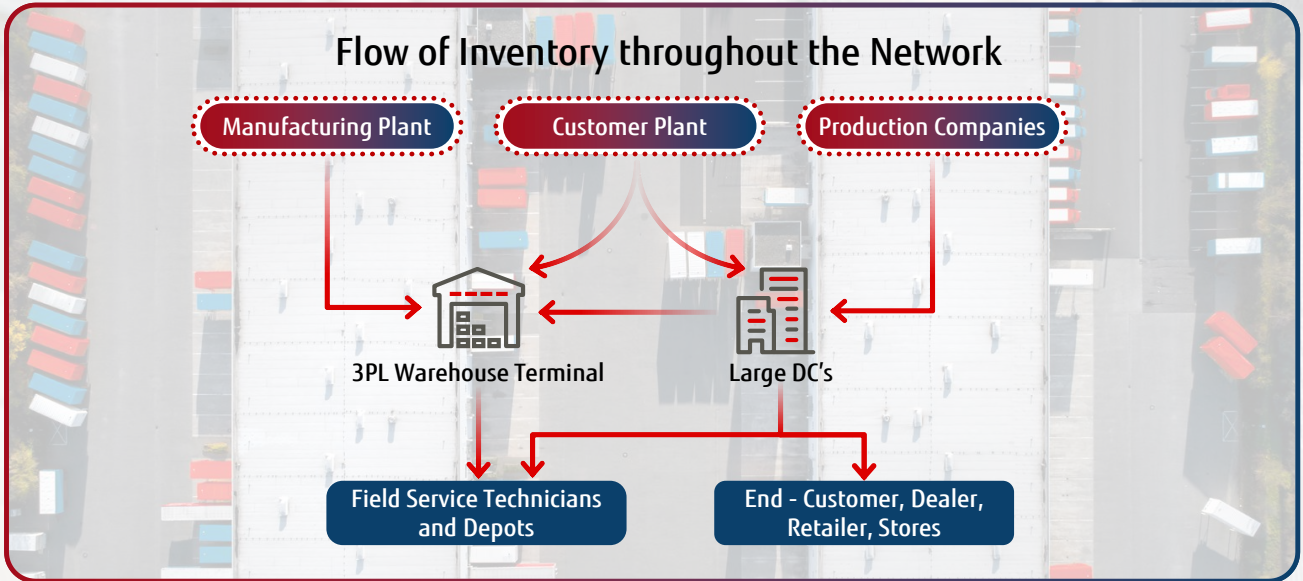 Flow of Inventory throughout the Network
Manufacturing Plant
Customer Plant
Production Companies
3PL Warehouse Terminal
Large DC's
Field Service Technicians
and Depots
End - Customer, Dealer,
Retailer, Stores